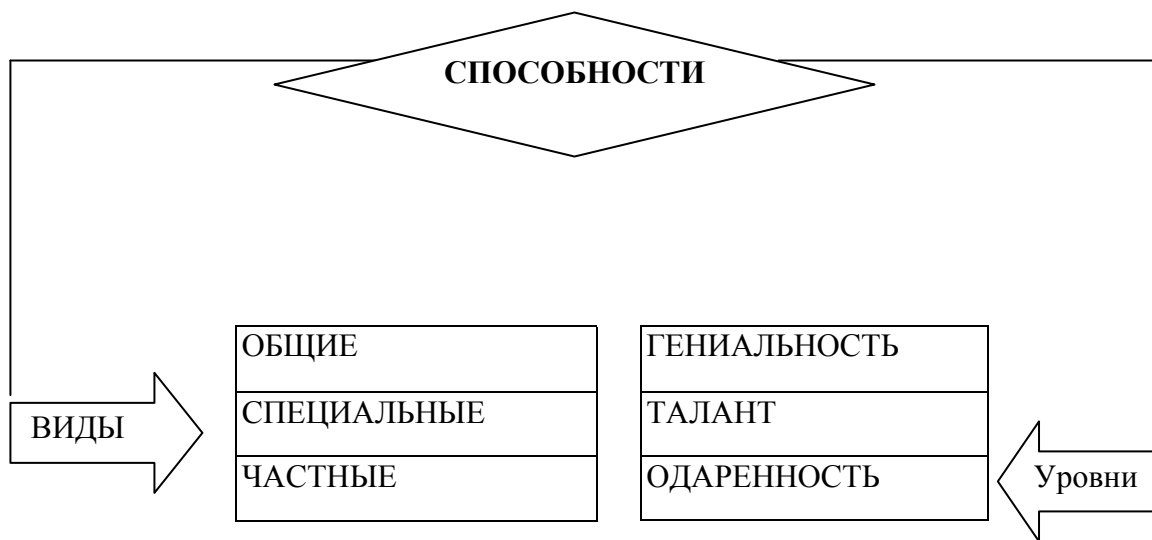 СПОСОБНОСТИ
ОБЩИЕ
СПЕЦИАЛЬНЫЕ
ЧАСТНЫЕ
ГЕНИАЛЬНОСТЬ
ТАЛАНТ
ОДАРЕННОСТЬ
ВИДЫ
Уровни